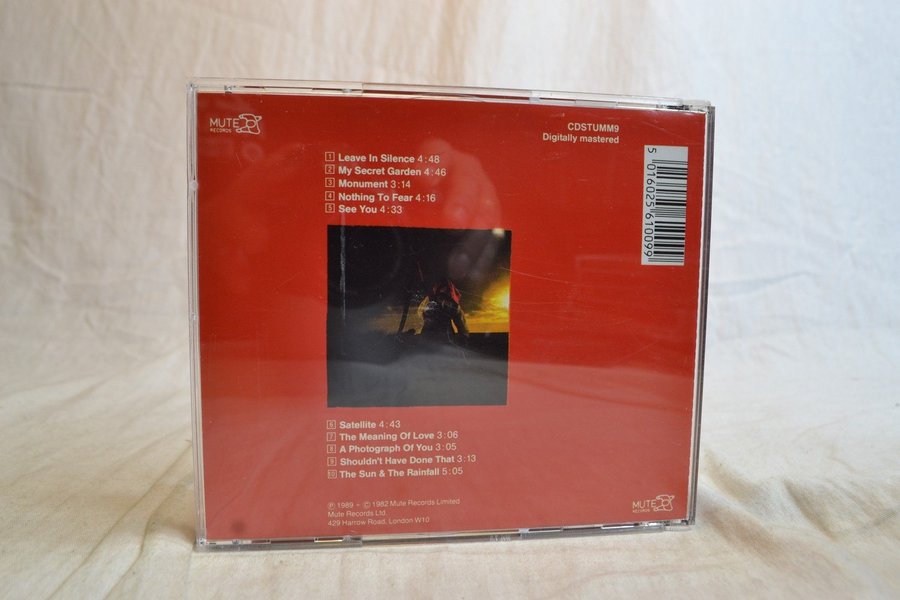 MUTE
RECORDS
CDSTUMM9
Digitally mastered
1 Leave In Silence 4:48
2 My Secret Garden 4:46
3 Monument 3:14
4 Nothing To Fear 4:16
5 See You 4:33
5 016025 610099
6 Satellite 4:43
7 The Meaning Of Love 3:06
8 A Photograph Of You 3:05
9 Shouldn't Have Done That 3:13
10 The Sun & The Rainfall 5:05
℗ 1989 – © 1982 Mute Records Limited
Mute Records Ltd.
429 Harrow Road, London W10
MUTE
RECORDS